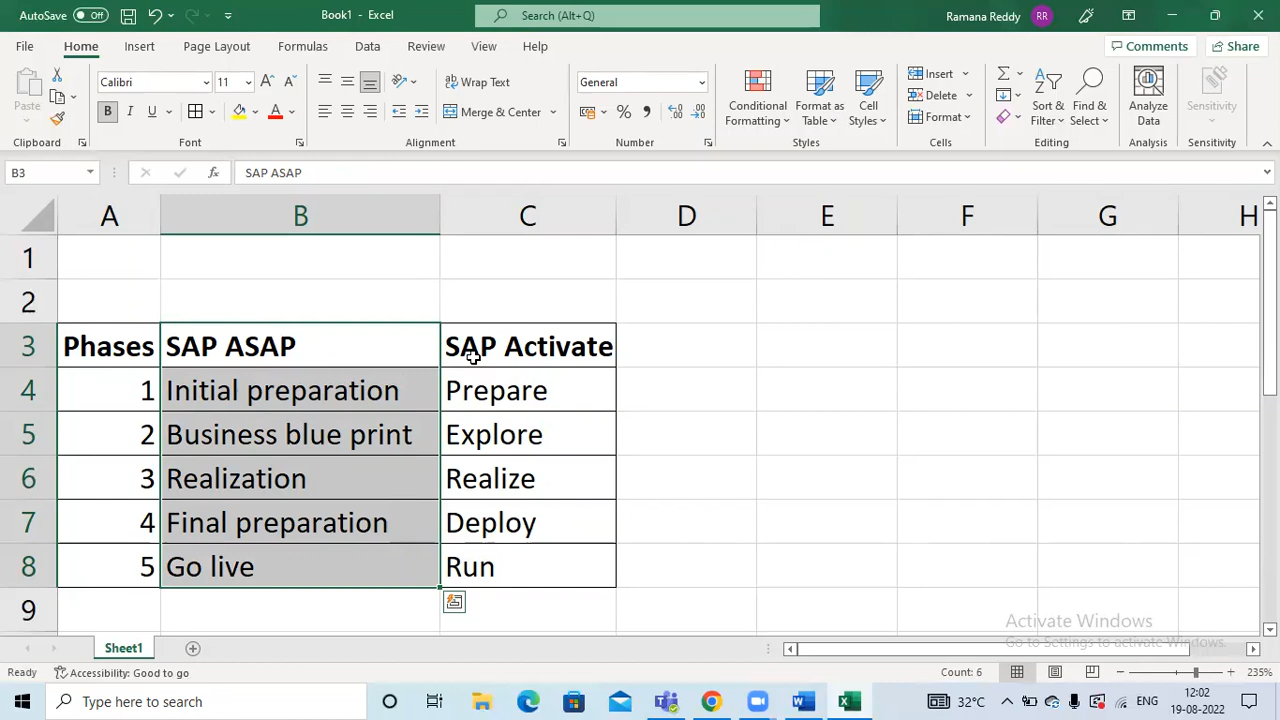 AutoSave Off Book1 - Excel Search (Alt+Q) Ramana Reddy RR
File Home Insert Page Layout Formulas Data Review View Help Comments Share
Calibri 11 Wrap Text General Insert
Paste B I U Merge & Center % Conditional Formatting Format as Table Cell Styles Delete Sort & Filter Find & Select Analyze Data Sensitivity
Format
Clipboard Font Alignment Number Styles Cells Editing Analysis Sensitivity
B3 fx SAP ASAP
A B C D E F G H
1
2
3 Phases SAP ASAP SAP Activate
4 1 Initial preparation Prepare
5 2 Business blue print Explore
6 3 Realization Realize
7 4 Final preparation Deploy
8 5 Go live Run
9
Activate Windows
Go to Settings to activate Windows.
Sheet1
Ready Accessibility: Good to go Count: 6 235%
Type here to search 32°C ENG 12:02
19-08-2022